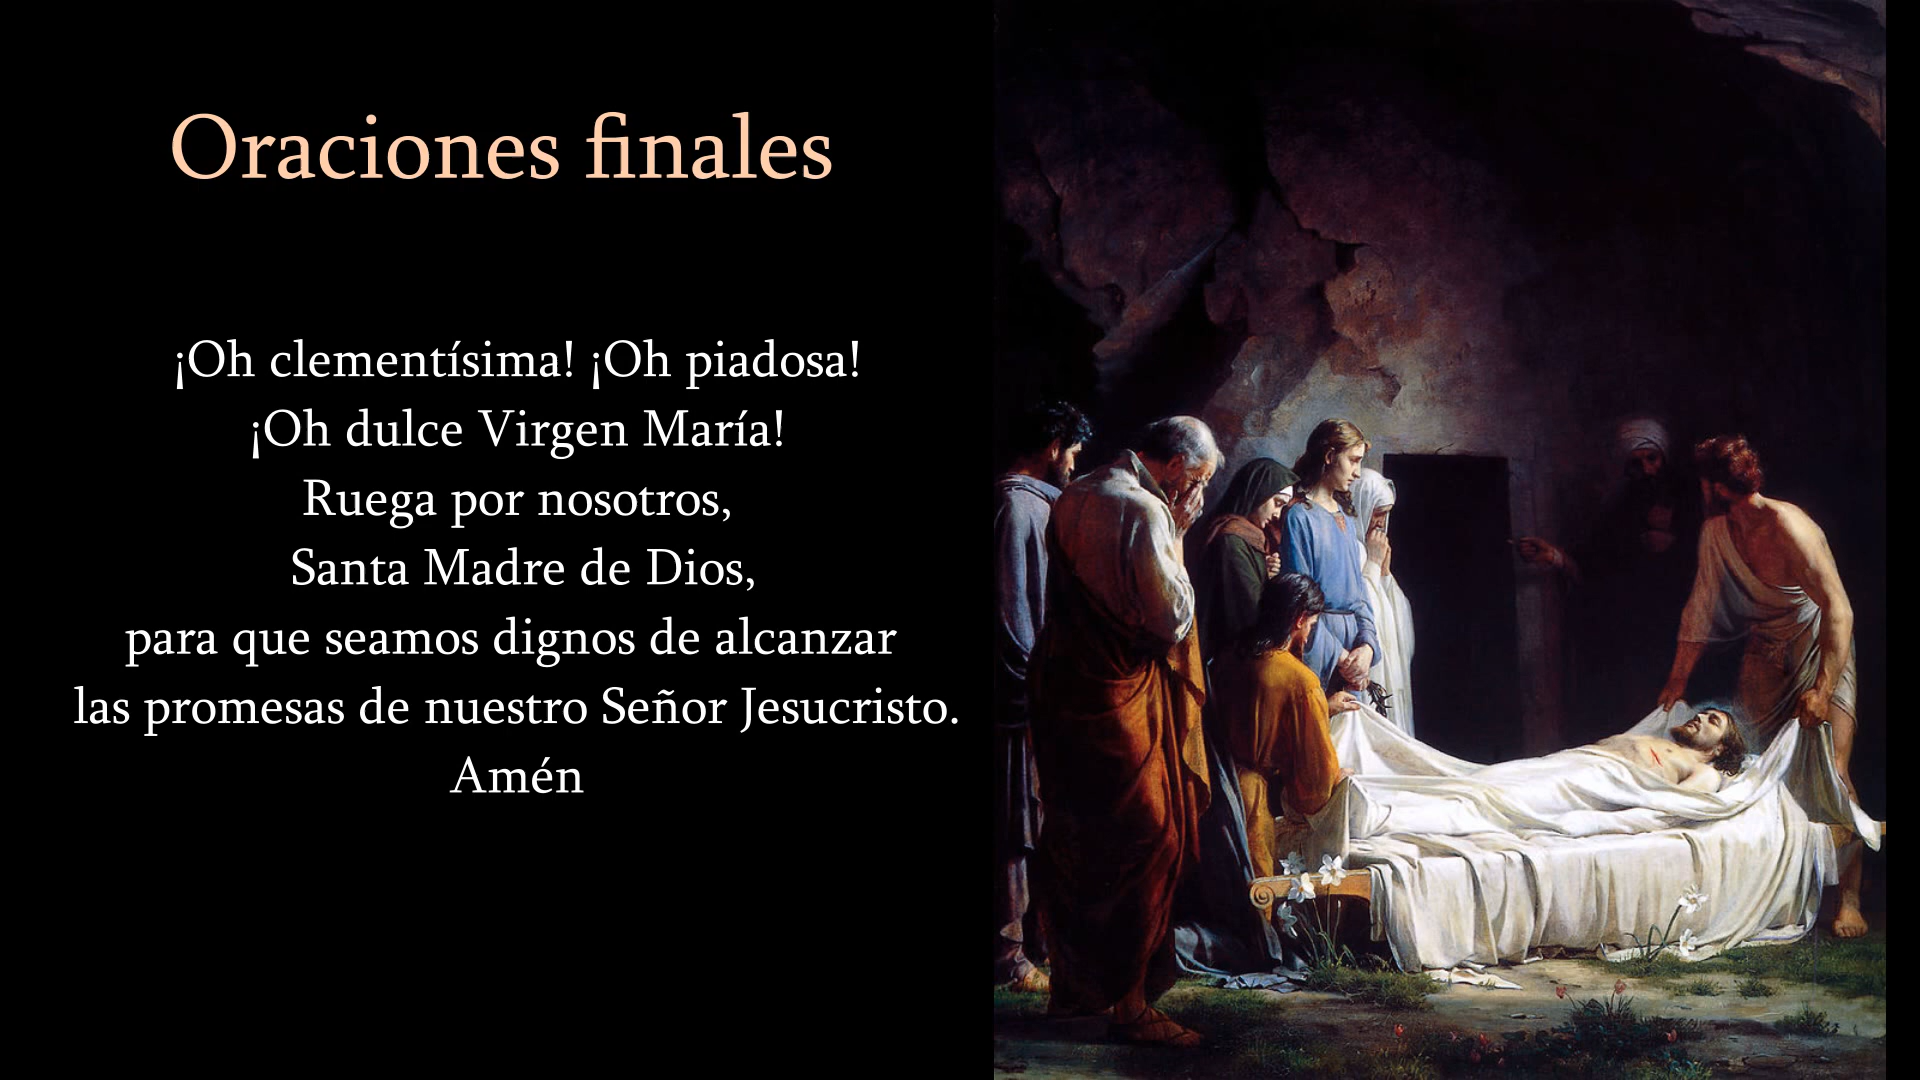 Oraciones finales
¡Oh clementísima! ¡Oh piadosa!
¡Oh dulce Virgen María!
Ruega por nosotros,
Santa Madre de Dios,
para que seamos dignos de alcanzar
las promesas de nuestro Señor Jesucristo.
Amén